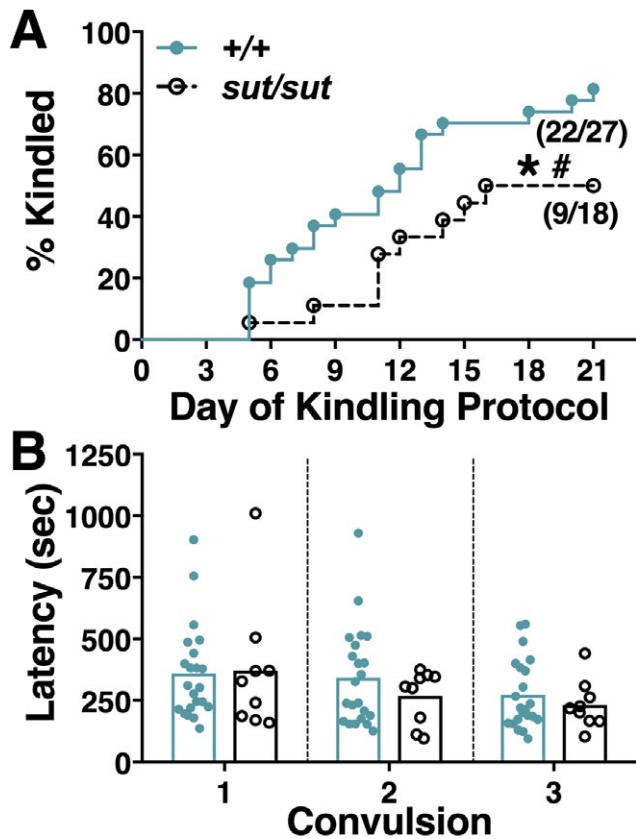 A
% Kindled
100
80
60
40
20
0
+/+
sut/sut
(22/27)
* #
(9/18)
0 3 6 9 12 15 18 21
Day of Kindling Protocol
B
Latency (sec)
1250
1000
750
500
250
0
1 2 3
Convulsion